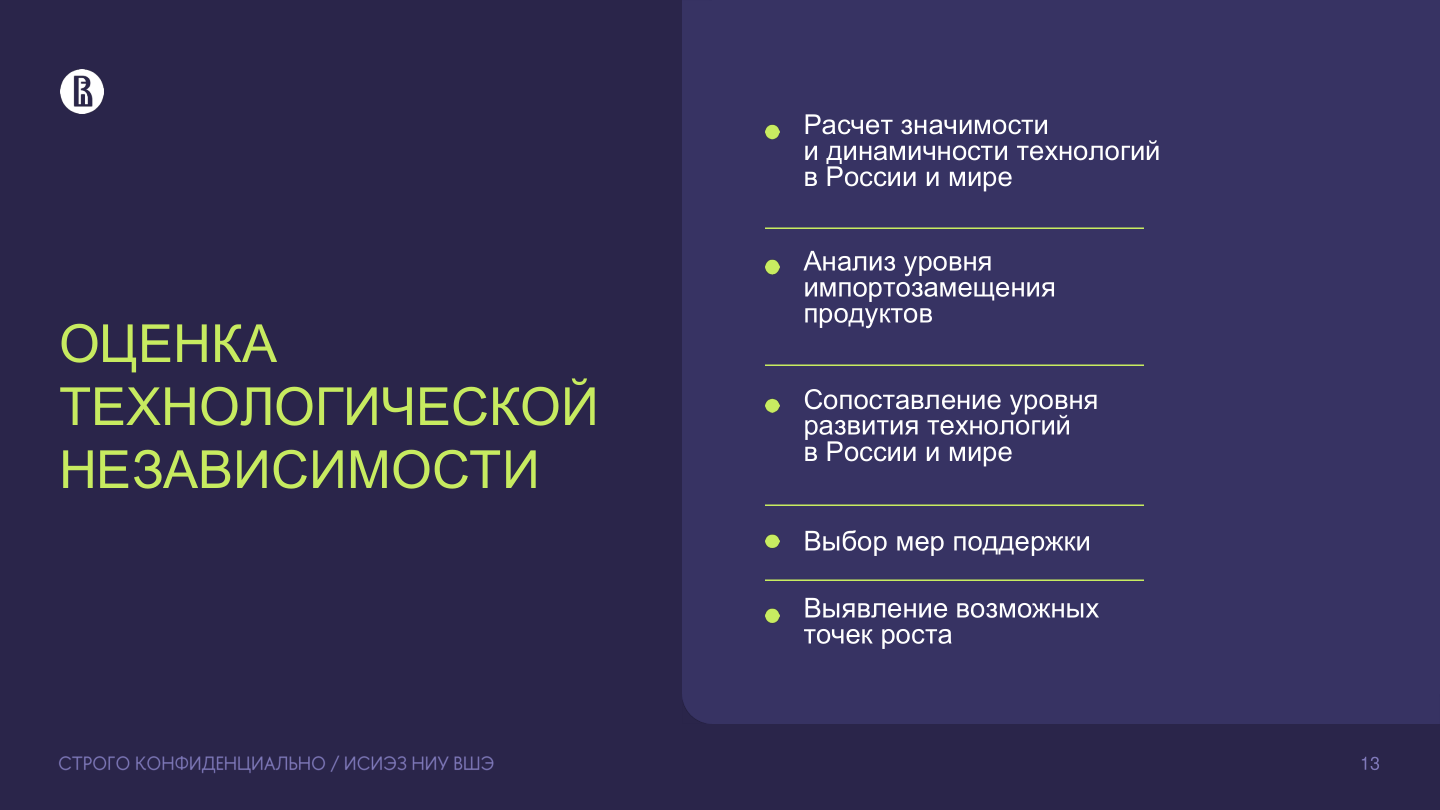 ОЦЕНКА
ТЕХНОЛОГИЧЕСКОЙ
НЕЗАВИСИМОСТИ
Расчет значимости
и динамичности технологий
в России и мире
Анализ уровня
импортозамещения
продуктов
Сопоставление уровня
развития технологий
в России и мире
Выбор мер поддержки
Выявление возможных
точек роста
СТРОГО КОНФИДЕНЦИАЛЬНО / ИСИЭЗ НИУ ВШЭ
13